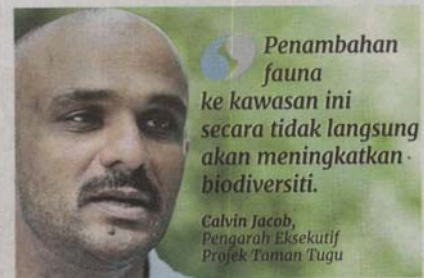 Penambahan
fauna
ke kawasan ini
secara tidak langsung
akan meningkatkan
biodiversiti.
Calvin Jacob,
Pengarah Eksekutif
Projek Taman Tugu